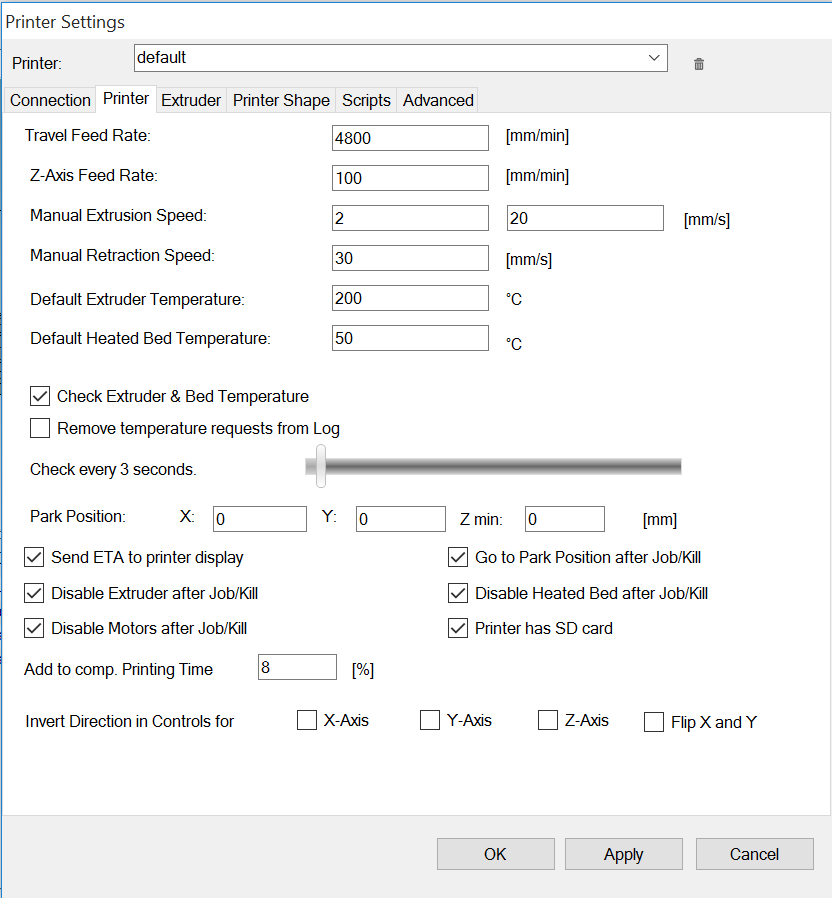 Printer Settings
Printer: default
Connection Printer Extruder Printer Shape Scripts Advanced
Travel Feed Rate: 4800 [mm/min]
Z-Axis Feed Rate: 100 [mm/min]
Manual Extrusion Speed: 2 20 [mm/s]
Manual Retraction Speed: 30 [mm/s]
Default Extruder Temperature: 200 °C
Default Heated Bed Temperature: 50 °C
Check Extruder & Bed Temperature
Remove temperature requests from Log
Check every 3 seconds.
Park Position: X: 0 Y: 0 Z min: 0 [mm]
Send ETA to printer display Go to Park Position after Job/Kill
Disable Extruder after Job/Kill Disable Heated Bed after Job/Kill
Disable Motors after Job/Kill Printer has SD card
Add to comp. Printing Time 8 [%]
Invert Direction in Controls for X-Axis Y-Axis Z-Axis Flip X and Y
OK Apply Cancel